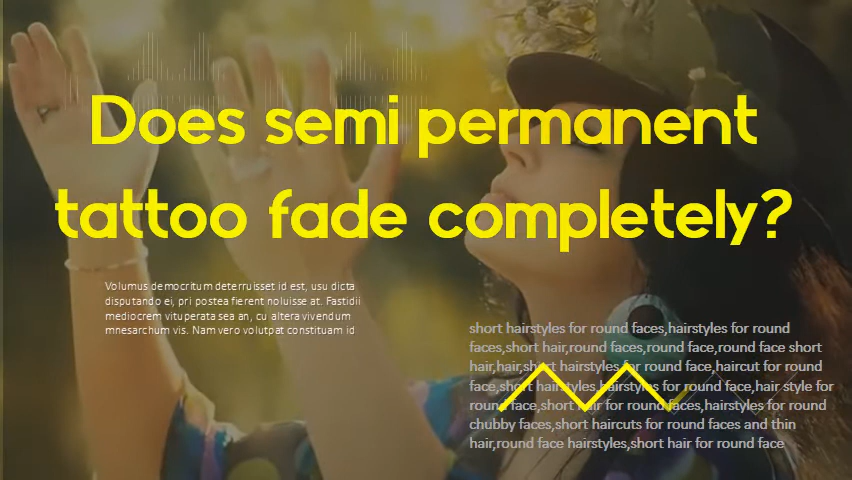 Does semi permanent
tattoo fade completely?
Volumus democritum deterruisset id est, usu dicta
disputando ei, pri postea fierent noluisse at. Fastidii
mediocrem vituperata sea an, cu altera vivendum
mnesarchum vis. Nam vero volutpat constituam id
short hairstyles for round faces,hairstyles for round
faces,short hair,round faces,round face,round face short
hair,hair,short hairstyles for round face,haircut for round
face,short hairstyles,hairstyles for round face,hair style for
round face,short hair for round faces,hairstyles for round
chubby faces,short haircuts for round faces and thin
hair,round face hairstyles,short hair for round face